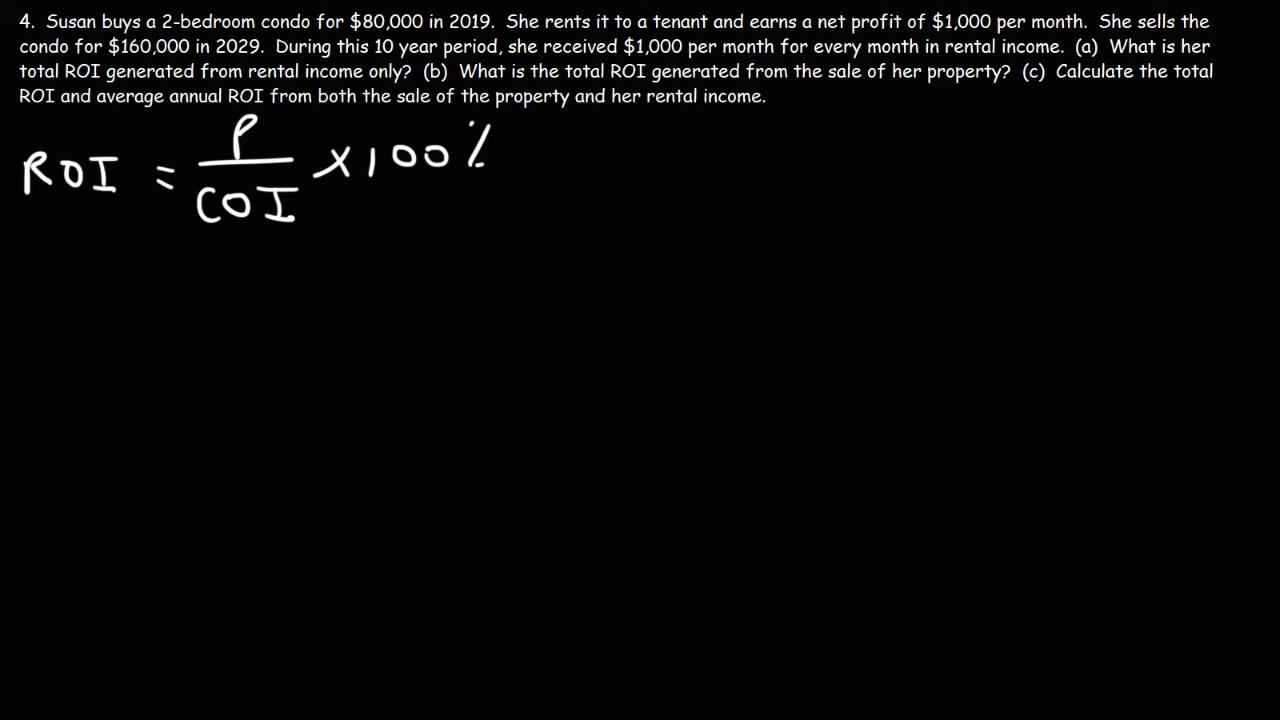 4. Susan buys a 2-bedroom condo for $80,000 in 2019. She rents it to a tenant and earns a net profit of $1,000 per month. She sells the
condo for $160,000 in 2029. During this 10 year period, she received $1,000 per month for every month in rental income. (a) What is her
total ROI generated from rental income only? (b) What is the total ROI generated from the sale of her property? (c) Calculate the total
ROI and average annual ROI from both the sale of the property and her rental income.
ROI = P / COI × 100 %